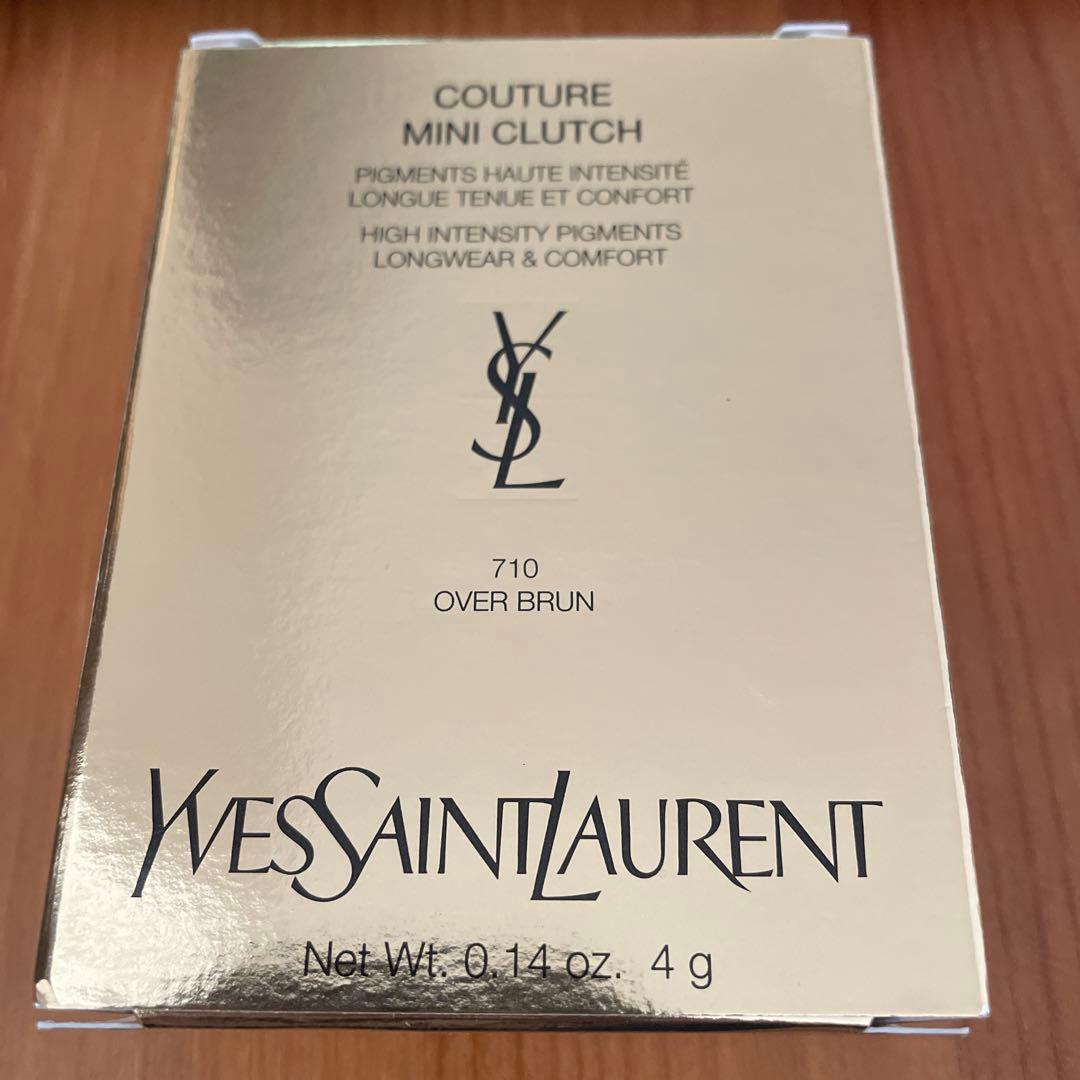 COUTURE
MINI CLUTCH
PIGMENTS HAUTE INTENSITÉ
LONGUE TENUE ET CONFORT
HIGH INTENSITY PIGMENTS
LONGWEAR & COMFORT
YSL
710
OVER BRUN
YVESSAINTLAURENT
Net Wt. 0.14 oz. 4 g